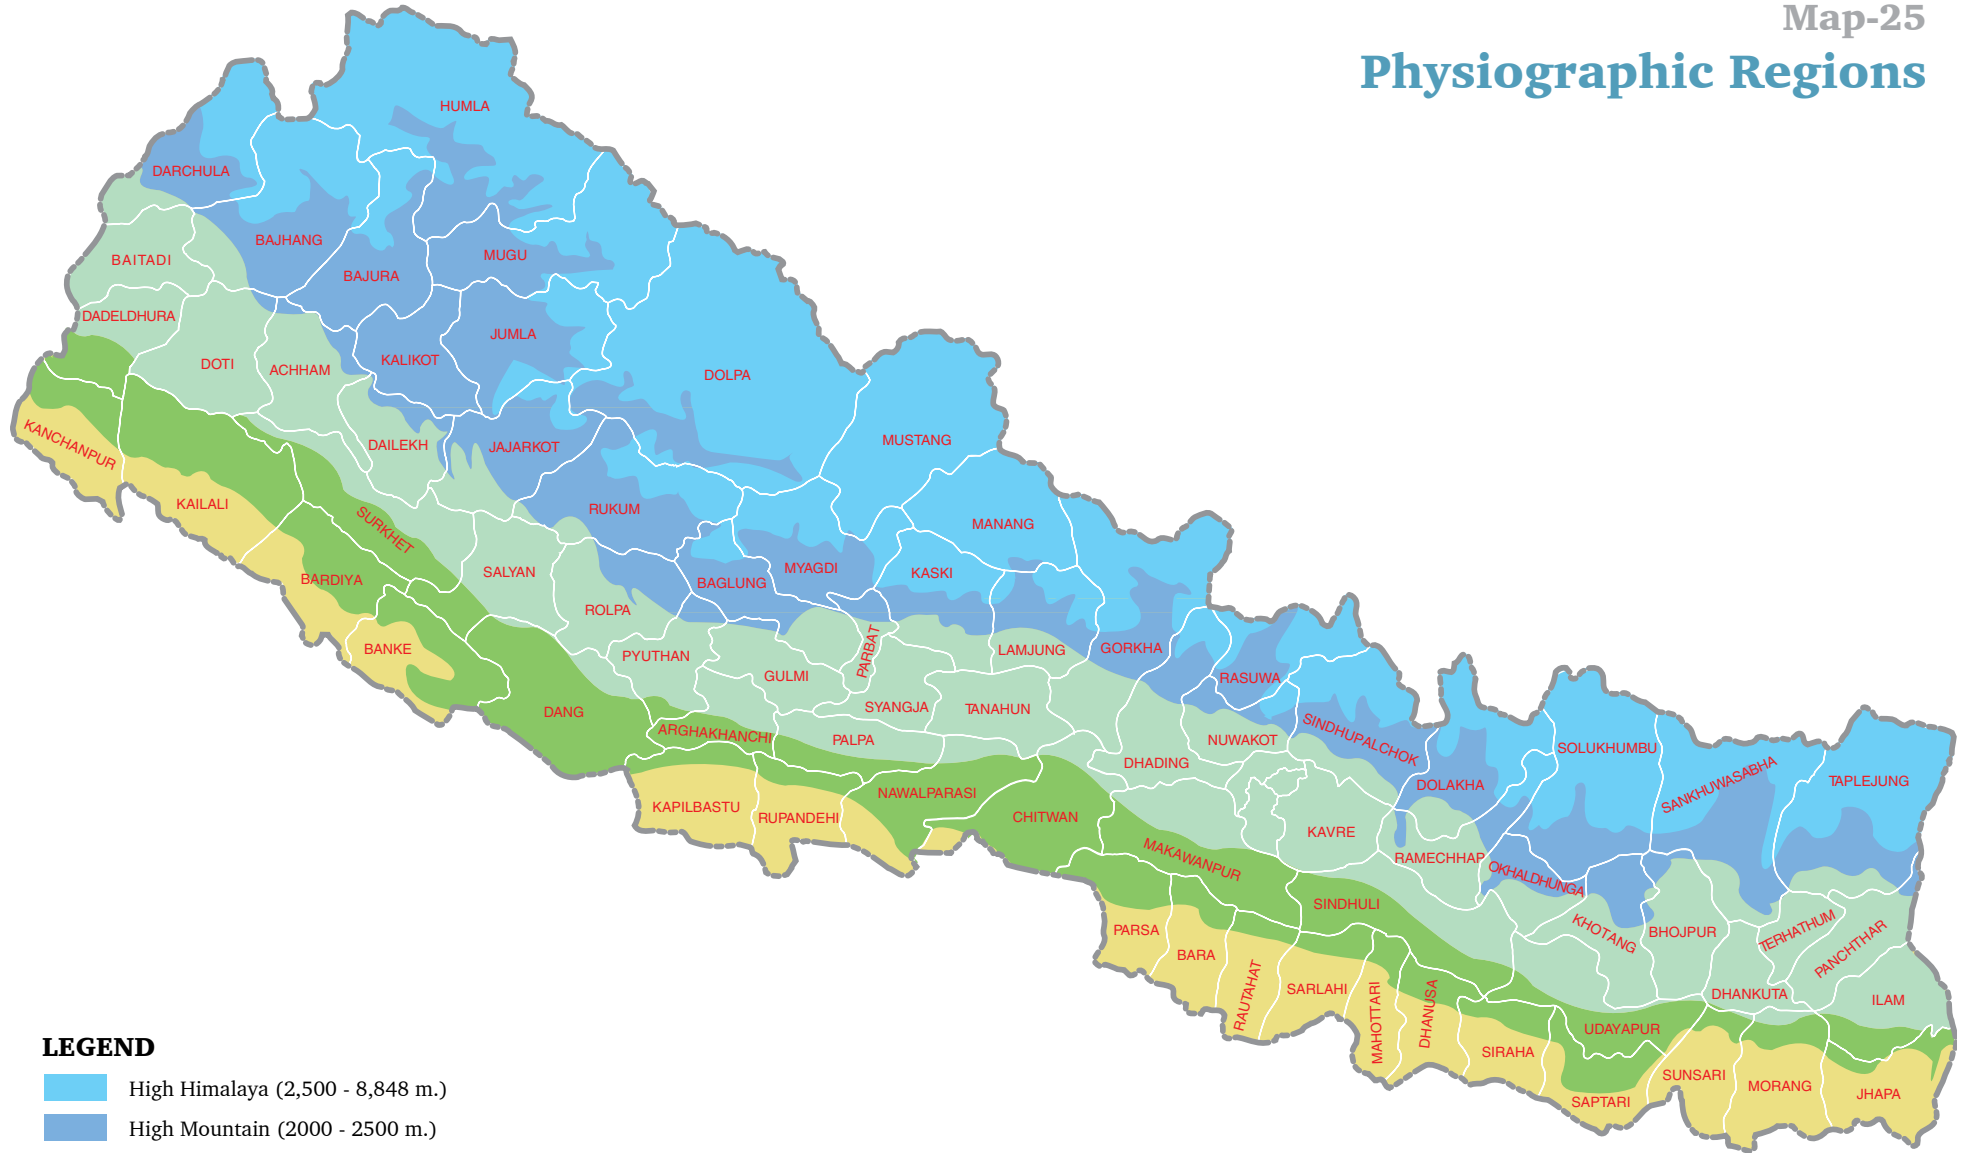 Map-25
Physiographic Regions
HUMLA
DARCHULA
BAJHANG
MUGU
BAITADI
BAJURA
DADELDHURA
JUMLA
DOTI
ACHHAM
KALIKOT
DOLPA
KANCHANPUR
DAILEKH
JAJARKOT
MUSTANG
KAILALI
RUKUM
SURKHET
MANANG
BARDIYA
SALYAN
BAGLUNG
MYAGDI
KASKI
ROLPA
BANKE
PYUTHAN
PARBAT
LAMJUNG
GORKHA
GULMI
RASUWA
DANG
SYANGJA
TANAHUN
ARGHAKHANCHI
PALPA
NUWAKOT
SINDHUPALCHOK
SOLUKHUMBU
DHADING
DOLAKHA
SANKHUWASABHA
TAPLEJUNG
KAPILBASTU
RUPANDEHI
NAWALPARASI
CHITWAN
KAVRE
MAKAWANPUR
RAMECHHAP
OKHALDHUNGA
SINDHULI
PARSA
BARA
KHOTANG
BHOJPUR
TERHATHUM
PANCHTHAR
RAUTAHAT
SARLAHI
MAHOTTARI
DHANUSA
DHANKUTA
ILAM
UDAYAPUR
SIRAHA
SAPTARI
SUNSARI
MORANG
JHAPA
LEGEND
High Himalaya (2,500 - 8,848 m.)
High Mountain (2000 - 2500 m.)